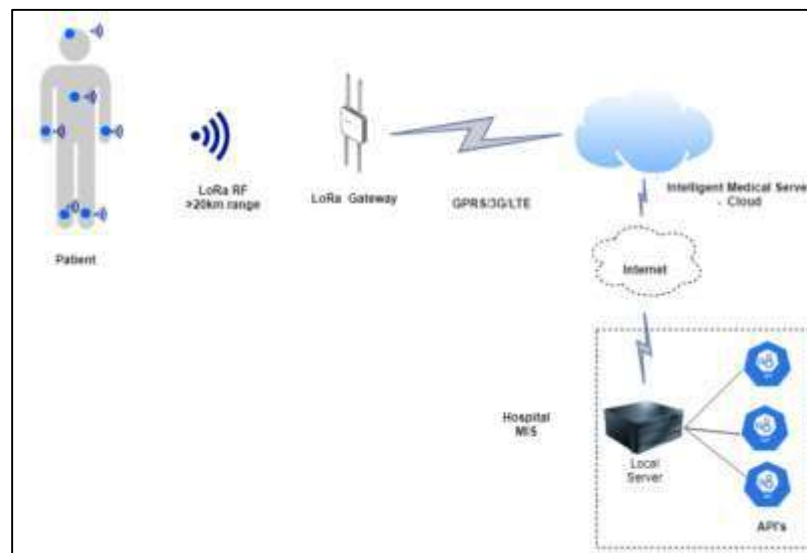 Patient
LoRa RF
>20km range
LoRa Gateway
GPRS/3G/LTE
Intelligent Medical Server
- Cloud
Internet
Hospital
MIS
Local
Server
API's